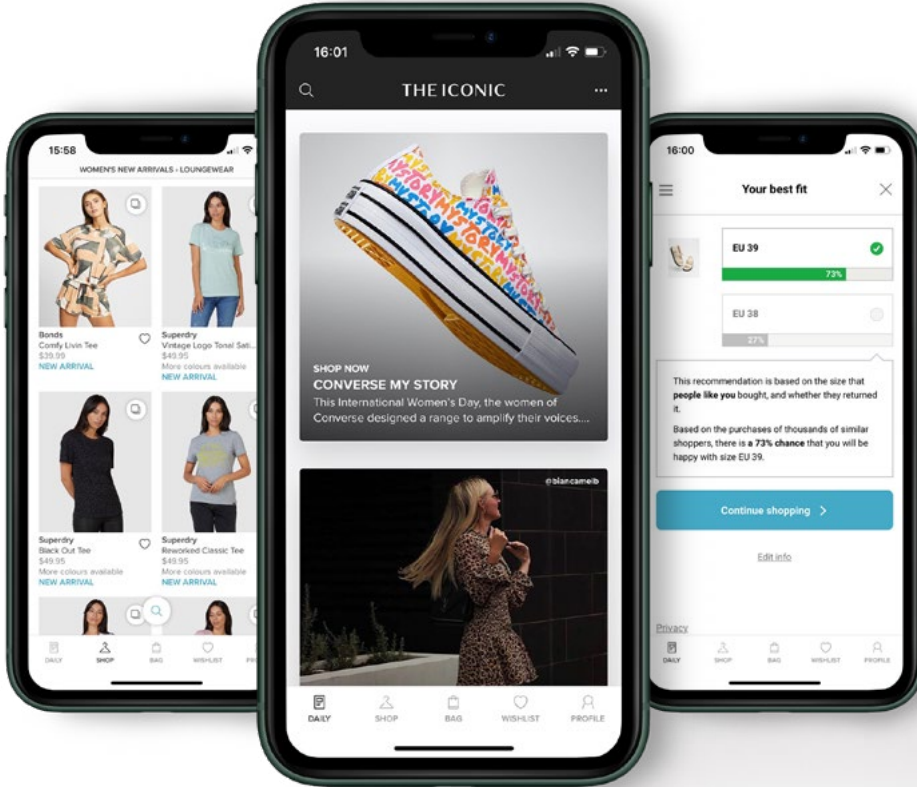 15:58
WOMEN'S NEW ARRIVALS - LOUNGEWEAR
Bonds
Comfy Livin Tee
$39.99
NEW ARRIVAL
Superdry
Vintage Logo Tonal Sati...
$49.95
More colours available
NEW ARRIVAL
Superdry
Black Out Tee
$49.95
More colours available
NEW ARRIVAL
Superdry
Reworked Classic Tee
$49.95
More colours available
NEW ARRIVAL
DAILY SHOP BAG WISHLIST
16:01
THE ICONIC
MY STORY
SHOP NOW
CONVERSE MY STORY
This International Women's Day, the women of
Converse designed a range to amplify their voices....
@biancamelb
DAILY SHOP BAG WISHLIST PROFILE
16:00
Your best fit
EU 39
73%
EU 38
27%
This recommendation is based on the size that
people like you bought, and whether they returned
it.
Based on the purchases of thousands of similar
shoppers, there is a 73% chance that you will be
happy with size EU 39.
Continue shopping
Edit info
Privacy
DAILY SHOP BAG WISHLIST PROFILE